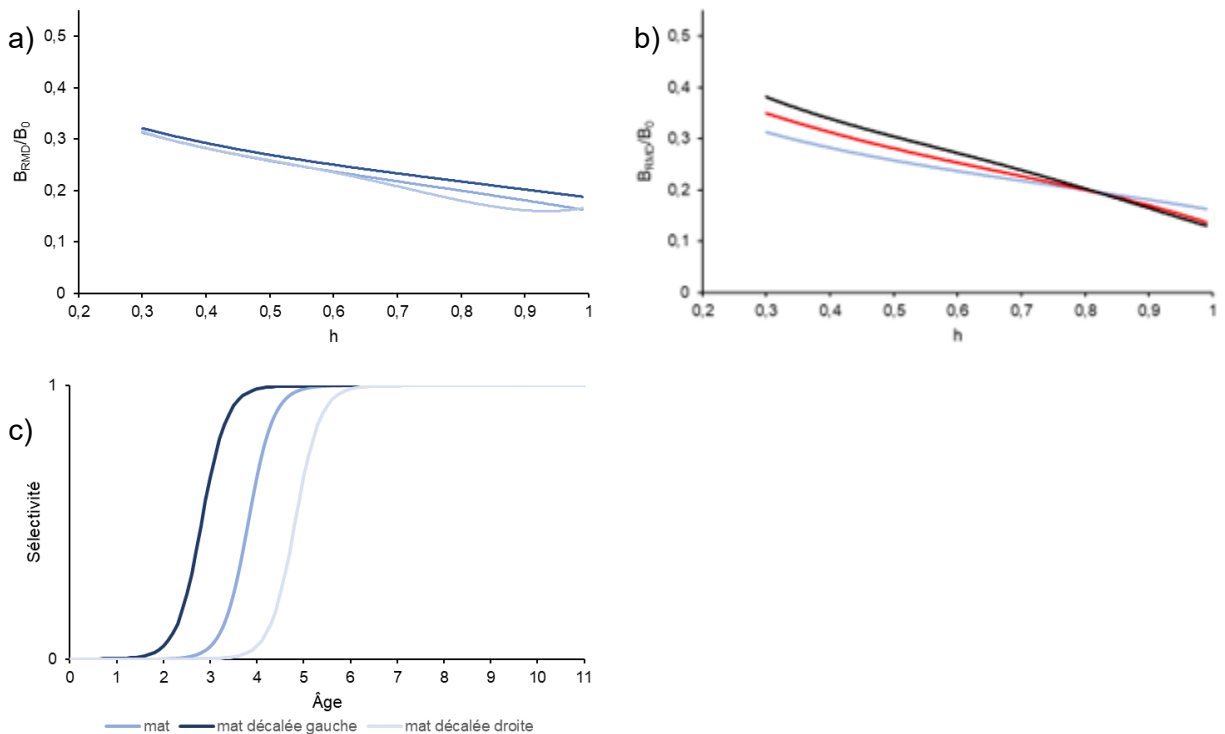 a)
0,5
0,4
0,3
0,2
0,1
0
B_RMD/B_0
0,2 0,3 0,4 0,5 0,6 0,7 0,8 0,9 1
h
b)
0,5
0,4
0,3
0,2
0,1
0
B_RMD/B_0
0,2 0,3 0,4 0,5 0,6 0,7 0,8 0,9 1
h
c)
1
0
Sélectivité
0 1 2 3 4 5 6 7 8 9 10 11
Âge
mat mat décalée gauche mat décalée droite